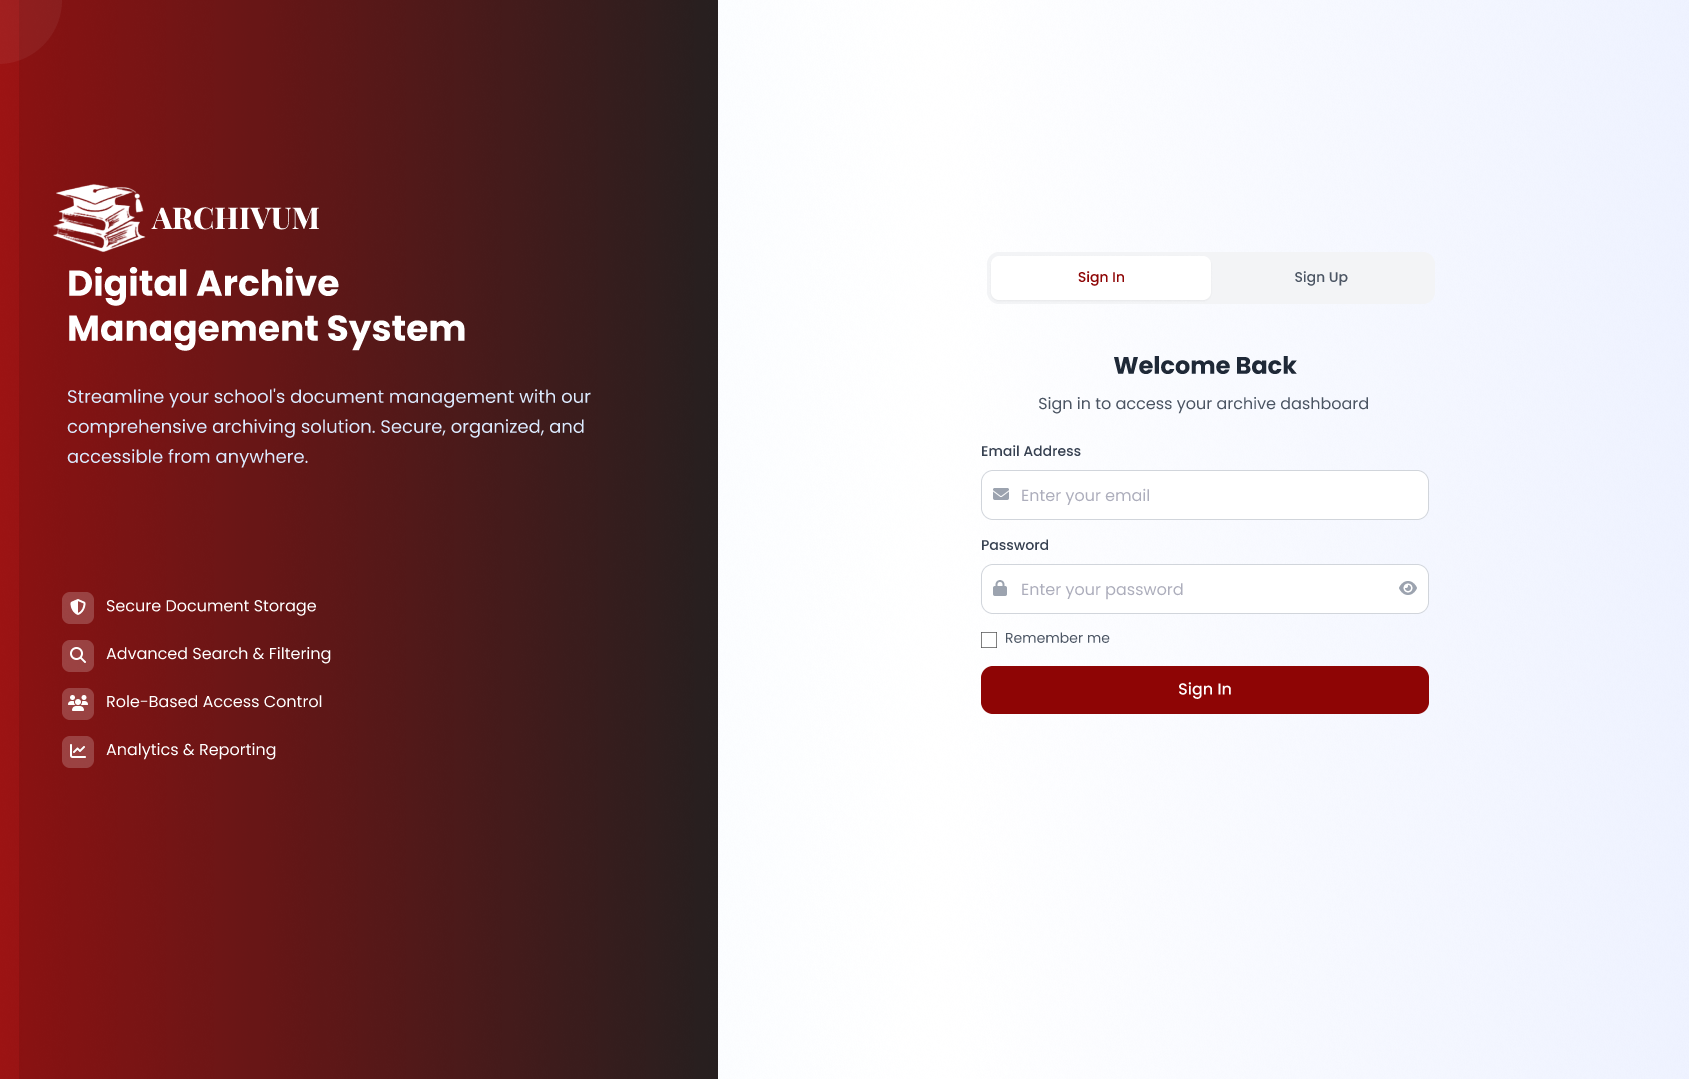 ARCHIVUM
Digital Archive
Management System
Streamline your school's document management with our
comprehensive archiving solution. Secure, organized, and
accessible from anywhere.
Secure Document Storage
Advanced Search & Filtering
Role-Based Access Control
Analytics & Reporting
Sign In
Sign Up
Welcome Back
Sign in to access your archive dashboard
Email Address
Enter your email
Password
Enter your password
Remember me
Sign In